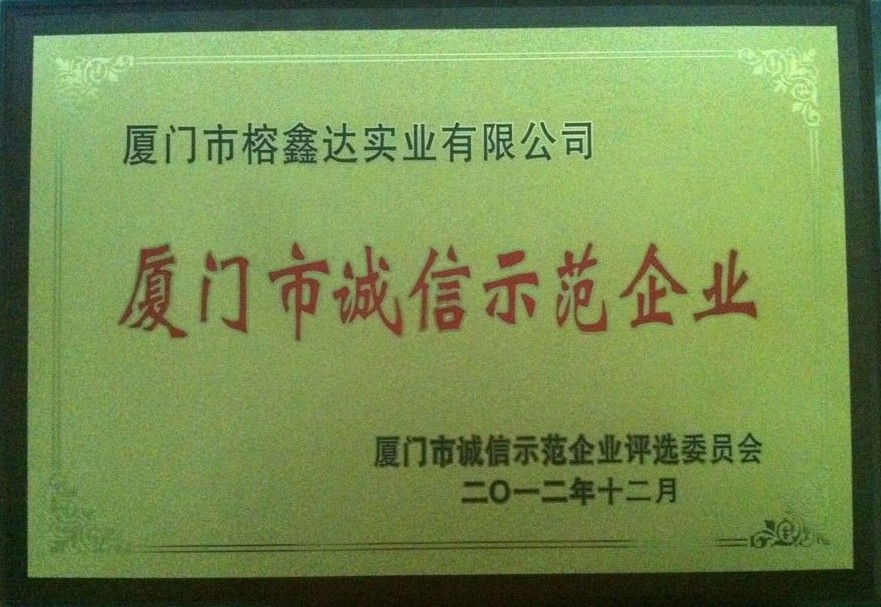 厦门市榕鑫达实业有限公司
厦门市诚信示范企业
厦门市诚信示范企业评选委员会
二〇一二年十二月